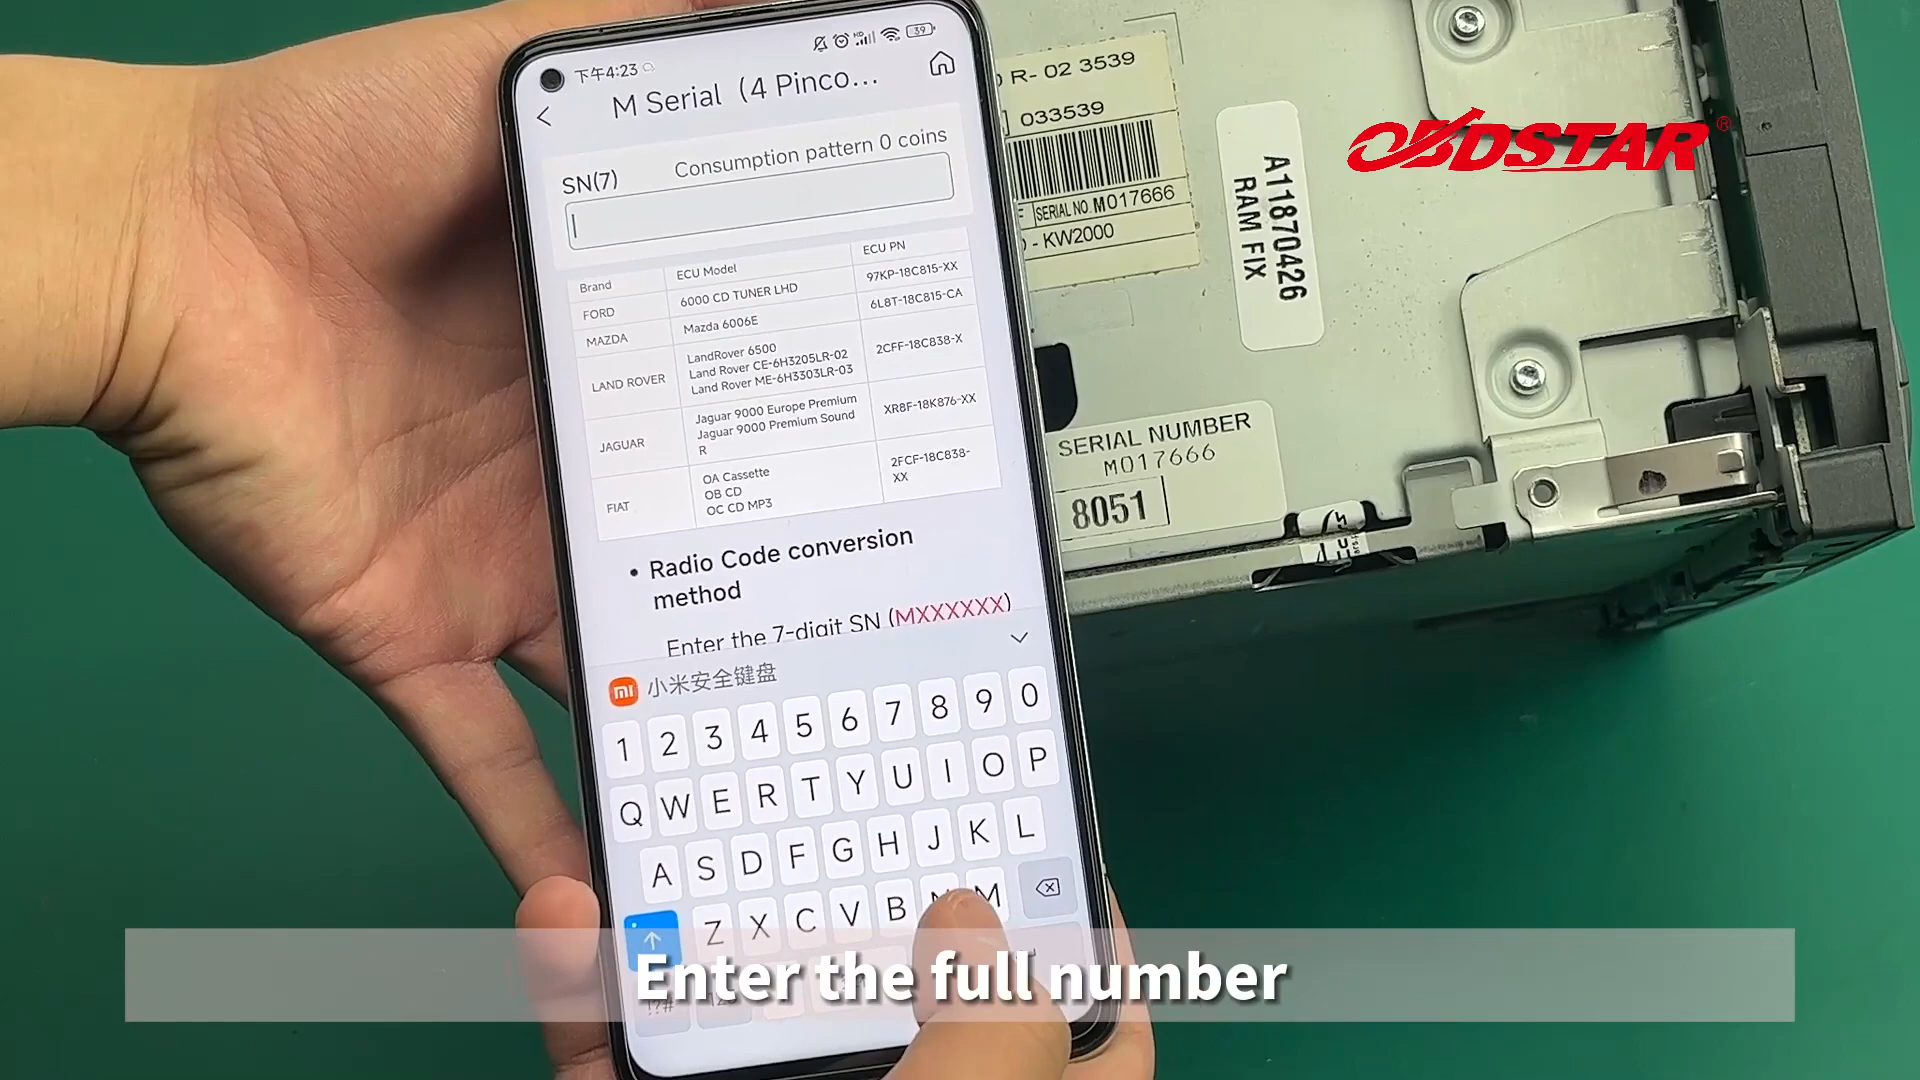 下午4:23
39
M Serial（4 Pinco...
SN(7)
Consumption pattern 0 coins
Brand
ECU Model
ECU PN
FORD
6000 CD TUNER LHD
97KP-18C815-XX
MAZDA
Mazda 6006E
6L8T-18C815-CA
LAND ROVER
LandRover 6500
Land Rover CE-6H3205LR-02
Land Rover ME-6H3303LR-03
2CFF-18C838-X
JAGUAR
Jaguar 9000 Europe Premium
Jaguar 9000 Premium Sound
R
XR8F-18K876-XX
FIAT
OA Cassette
OB CD
OC CD MP3
2FCF-18C838-
XX
• Radio Code conversion
method
Enter the 7-digit SN (MXXXXXX)
mi 小米安全键盘
1 2 3 4 5 6 7 8 9 0
Q W E R T Y U I O P
A S D F G H J K L
Z X C V B N M
!?#
R- 02 3539
033539
SERIAL NO. M017666
- KW2000
A11870426
RAM FIX
SERIAL NUMBER
M017666
8051
OBDSTAR®
Enter the full number